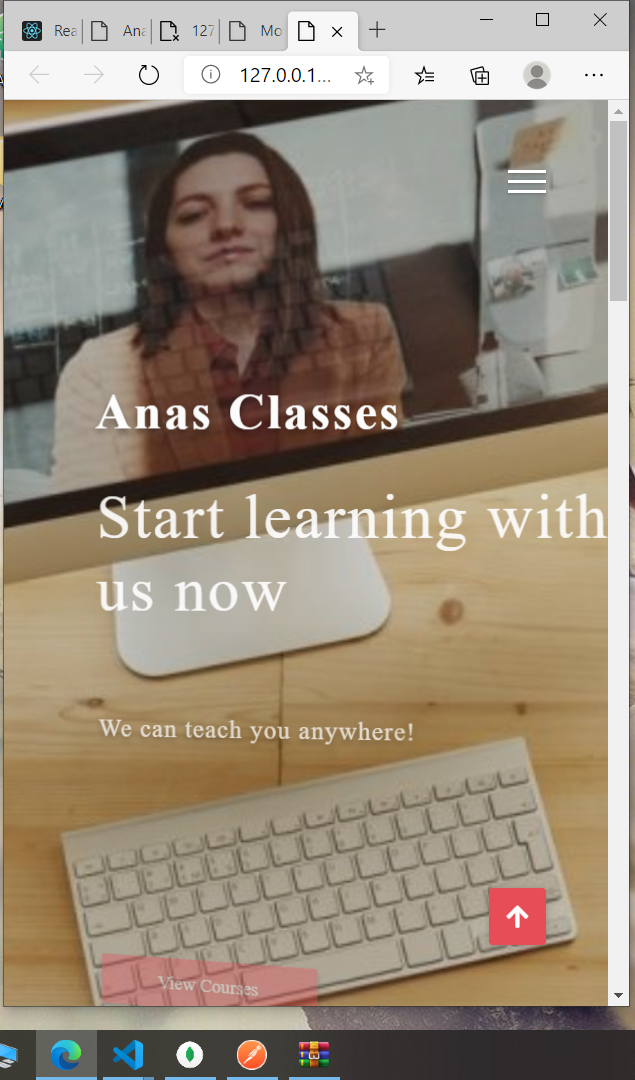 Rea
Ana
127
Mo
127.0.0.1...
Anas Classes
Start learning with
us now
We can teach you anywhere!
View Courses